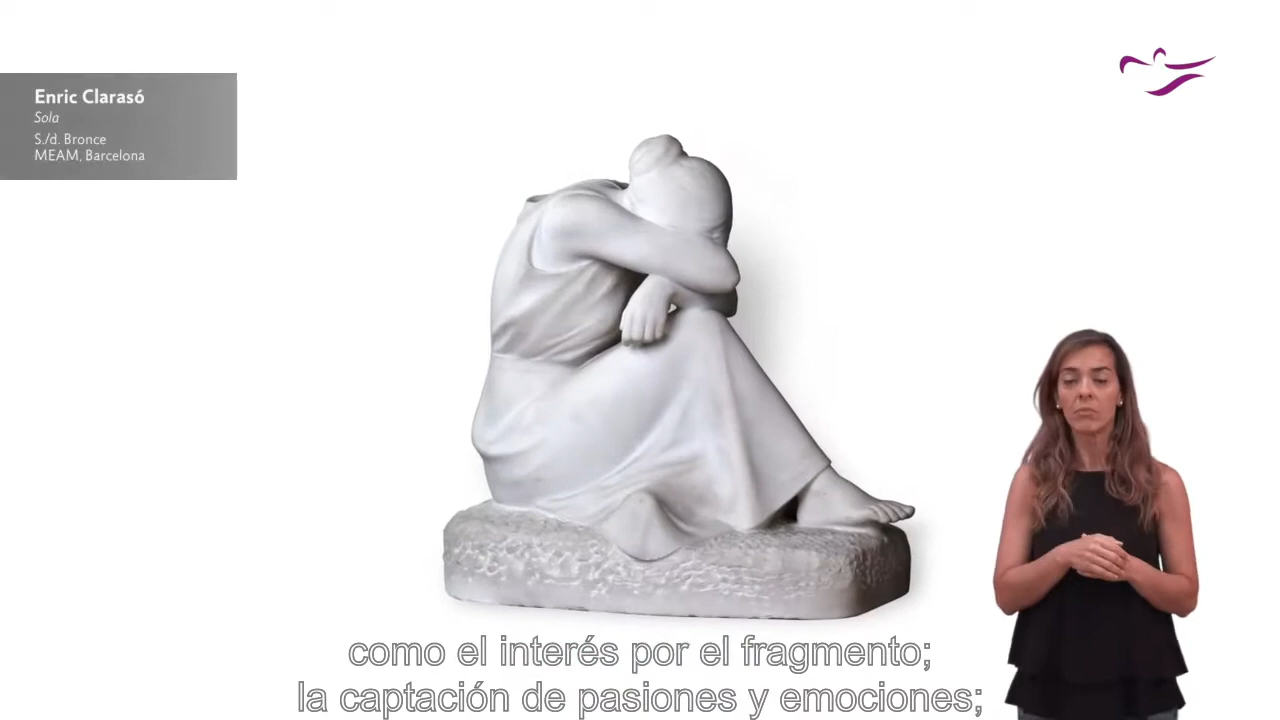 Enric Clarasó
Sola
S./d. Bronce
MEAM, Barcelona
como el interés por el fragmento;
la captación de pasiones y emociones;